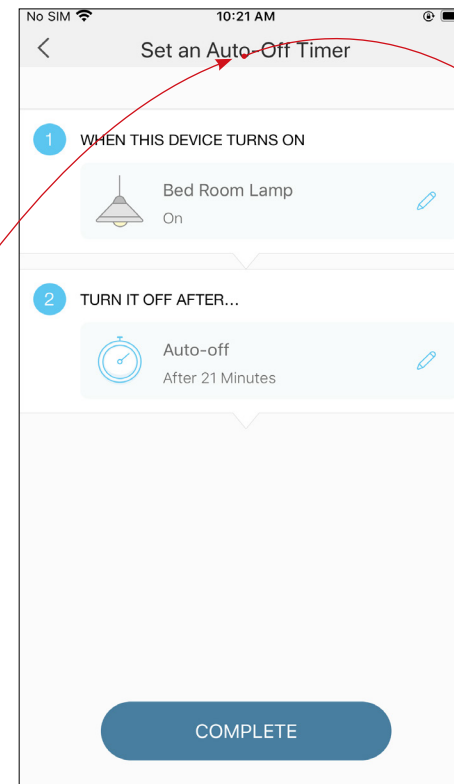 No SIM 10:21 AM
Set an Auto-Off Timer
1 WHEN THIS DEVICE TURNS ON
Bed Room Lamp
On
2 TURN IT OFF AFTER...
Auto-off
After 21 Minutes
COMPLETE